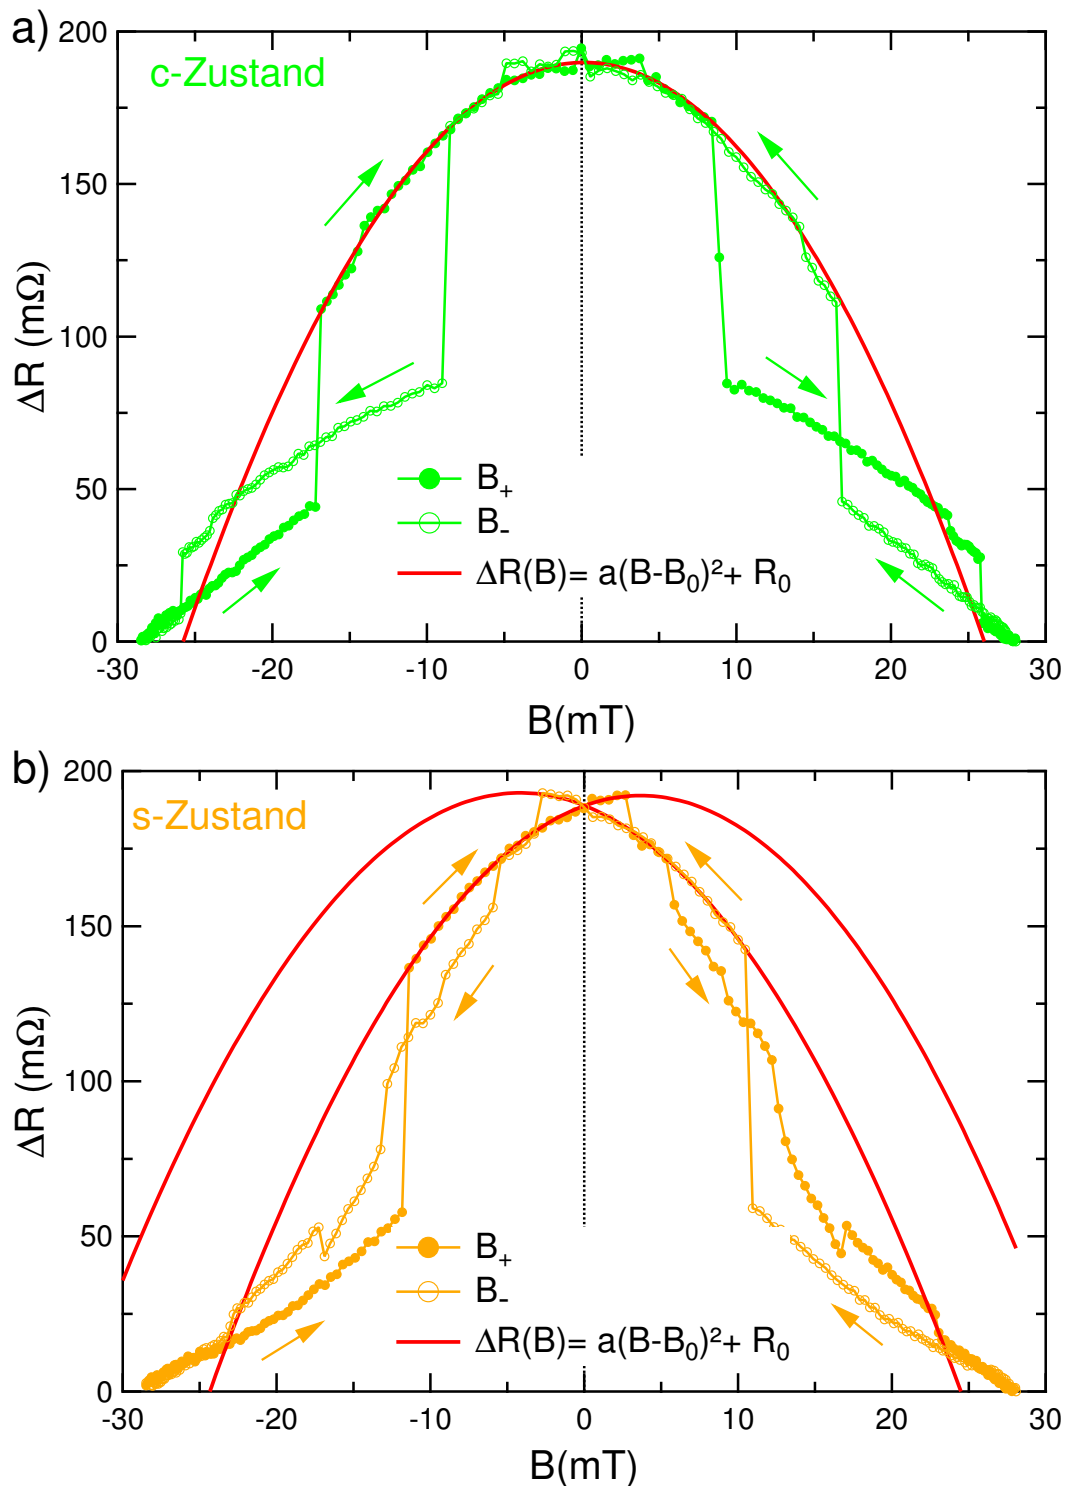 a)
c-Zustand
200
150
100
50
0
ΔR (mΩ)
-30 -20 -10 0 10 20 30
B(mT)
B₊
B₋
ΔR(B)= a(B-B₀)²+ R₀
b)
s-Zustand
200
150
100
50
0
ΔR (mΩ)
-30 -20 -10 0 10 20 30
B(mT)
B₊
B₋
ΔR(B)= a(B-B₀)²+ R₀